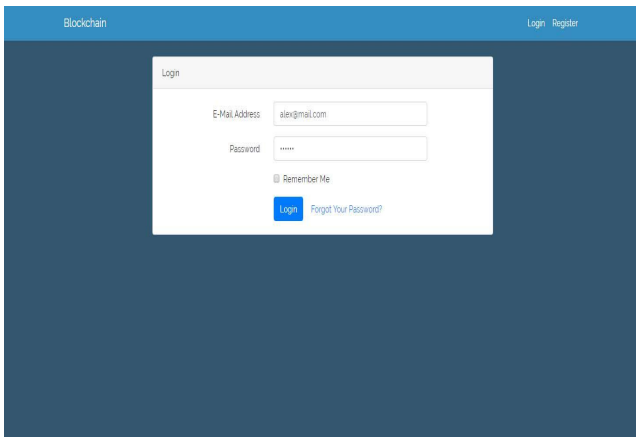 Blockchain Login Register
Login
E-Mail Address alex@mail.com
Password ······
Remember Me
Login Forgot Your Password?